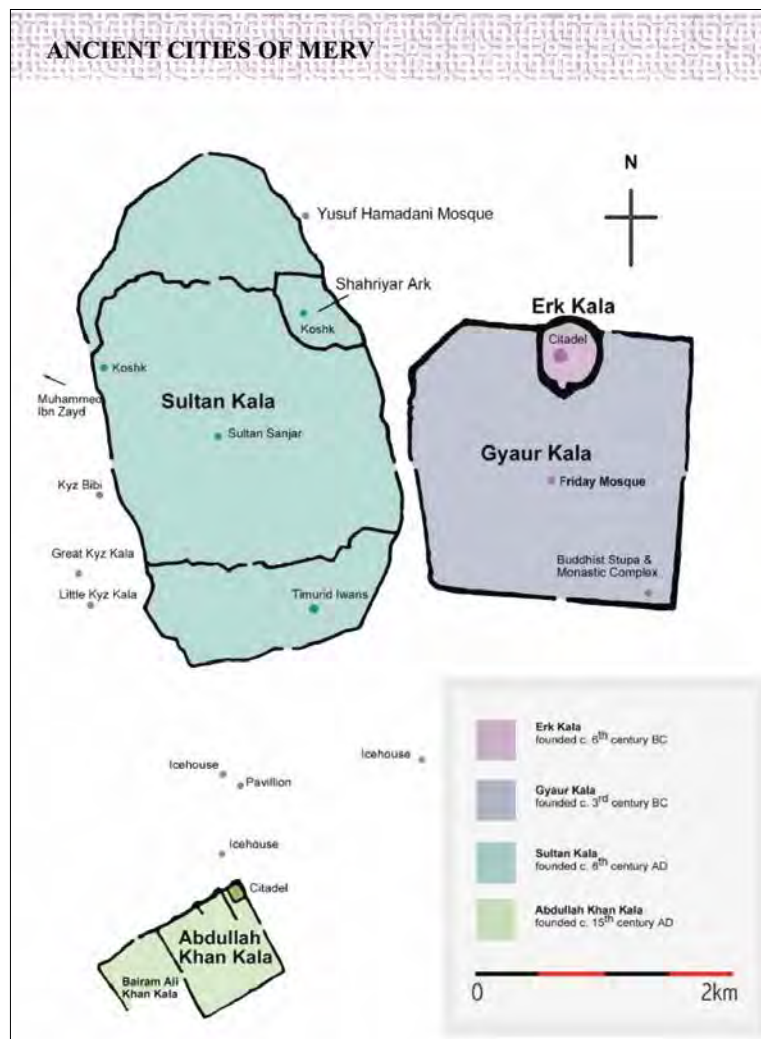 ANCIENT CITIES OF MERV
N
Yusuf Hamadani Mosque
Shahriyar Ark
Koshk
Erk Kala
Citadel
Koshk
Muhammed
Ibn Zayd
Sultan Kala
Sultan Sanjar
Gyaur Kala
Friday Mosque
Kyz Bibi
Great Kyz Kala
Little Kyz Kala
Timurid Iwans
Buddhist Stupa &
Monastic Complex
Icehouse
Icehouse
Pavillion
Icehouse
Citadel
Abdullah
Khan Kala
Bairam Ali
Khan Kala
Erk Kala
founded c. 6th century BC
Gyaur Kala
founded c. 3rd century BC
Sultan Kala
founded c. 6th century AD
Abdullah Khan Kala
founded c. 15th century AD
0 2km